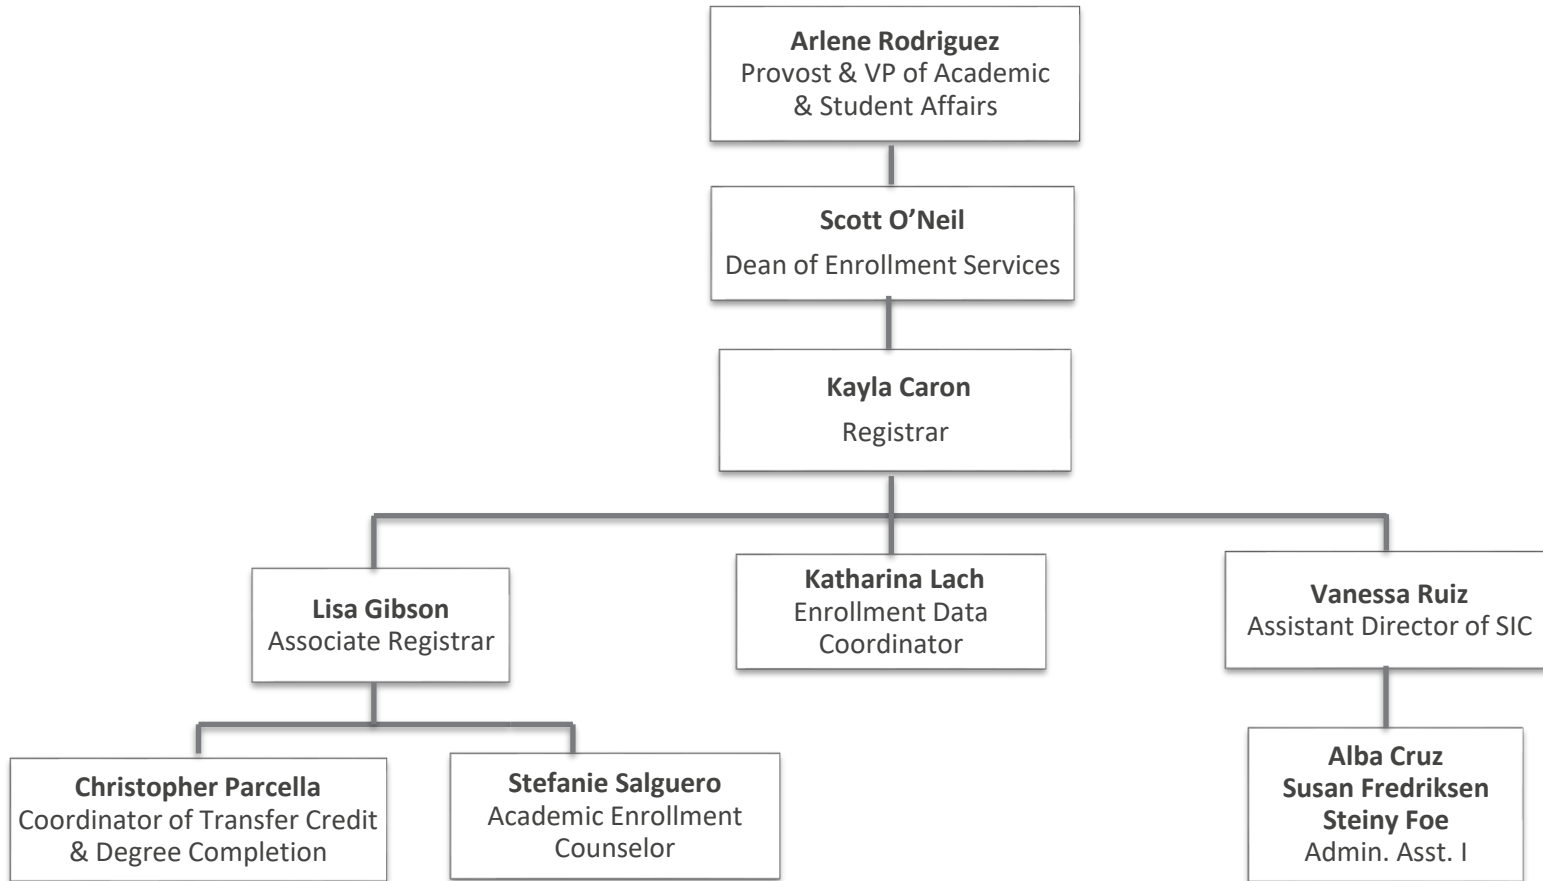 Arlene Rodriguez
Provost & VP of Academic
& Student Affairs
Scott O’Neil
Dean of Enrollment Services
Kayla Caron
Registrar
Lisa Gibson
Associate Registrar
Katharina Lach
Enrollment Data
Coordinator
Vanessa Ruiz
Assistant Director of SIC
Christopher Parcella
Coordinator of Transfer Credit
& Degree Completion
Stefanie Salguero
Academic Enrollment
Counselor
Alba Cruz
Susan Fredriksen
Steiny Foe
Admin. Asst. I